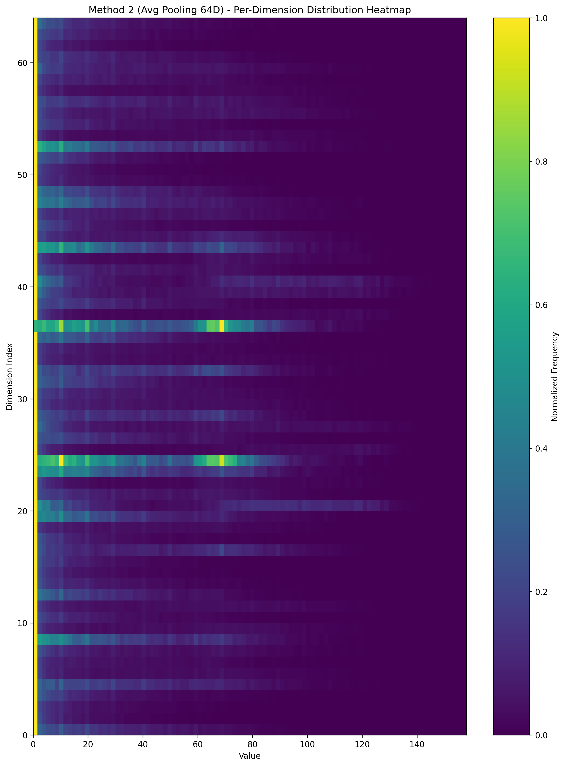 Method 2 (Avg Pooling 64D) - Per-Dimension Distribution Heatmap
Dimension Index
60
50
40
30
20
10
0
0 20 40 60 80 100 120 140
Value
1.0
0.8
0.6
0.4
0.2
0.0
Normalized Frequency